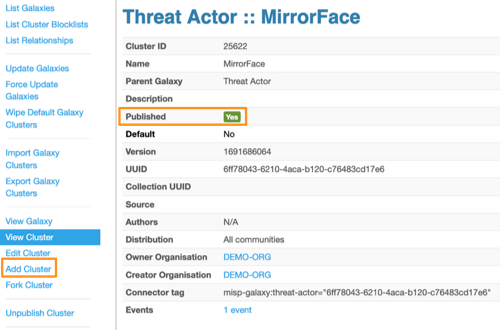 List Galaxies
List Cluster Blocklists
List Relationships
Update Galaxies
Force Update
Galaxies
Wipe Default Galaxy
Clusters
Import Galaxy
Clusters
Export Galaxy
Clusters
View Galaxy
View Cluster
Edit Cluster
Add Cluster
Fork Cluster
Unpublish Cluster
Threat Actor :: MirrorFace
Cluster ID 25622
Name MirrorFace
Parent Galaxy Threat Actor
Description
Published Yes
Default No
Version 1691686064
UUID 6ff78043-6210-4aca-b120-c76483cd17e6
Collection UUID
Source
Authors N/A
Distribution All communities
Owner Organisation DEMO-ORG
Creator Organisation DEMO-ORG
Connector tag misp-galaxy:threat-actor="6ff78043-6210-4aca-b120-c76483cd17e6"
Events 1 event